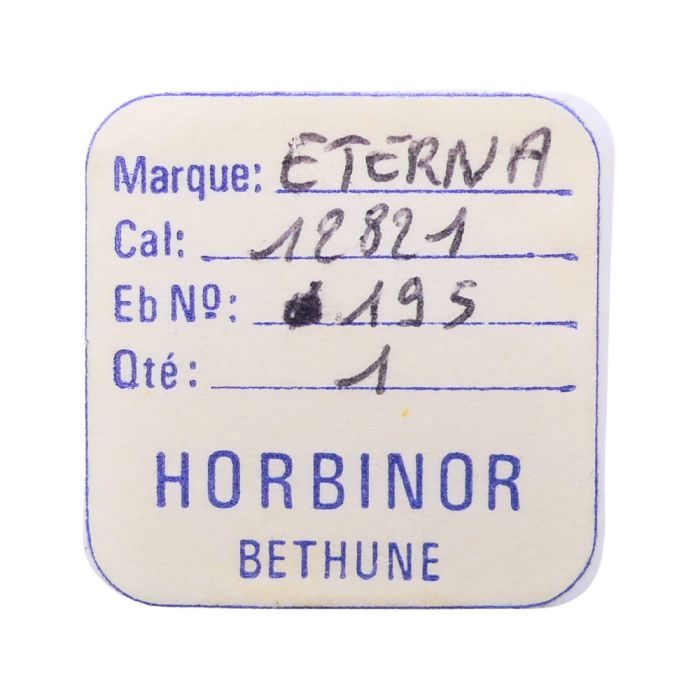 Marque: ETERNA
Cal: 12821
Eb Nº: 195
Qté: 1
HORBINOR
BETHUNE